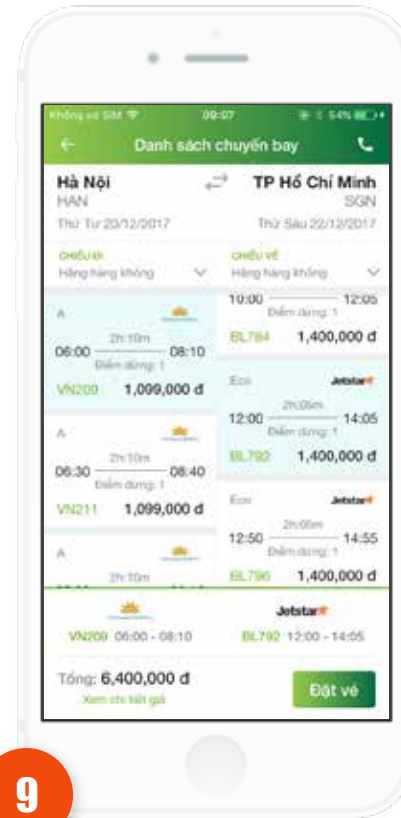 Không có SIM 09:07 54%
Danh sách chuyến bay
Hà Nội TP Hồ Chí Minh
HAN SGN
Thứ Tư 20/12/2017 Thứ Sáu 22/12/2017
CHIỀU ĐI CHIỀU VỀ
Hãng hàng không Hãng hàng không
A
2h:10m
06:00 08:10
Điểm dừng: 1
VN209 1,099,000 đ
A
2h:10m
06:30 08:40
Điểm dừng: 1
VN211 1,099,000 đ
A
2h:10m
10:00 12:05
Điểm dừng: 1
BL784 1,400,000 đ
Eco Jetstar
2h:05m
12:00 14:05
Điểm dừng: 1
BL792 1,400,000 đ
Eco Jetstar
2h:05m
12:50 14:55
Điểm dừng: 1
BL796 1,400,000 đ
Jetstar
VN209 06:00 - 08:10 BL792 12:00 - 14:05
Tổng: 6,400,000 đ
Xem chi tiết giá
Đặt vé
9